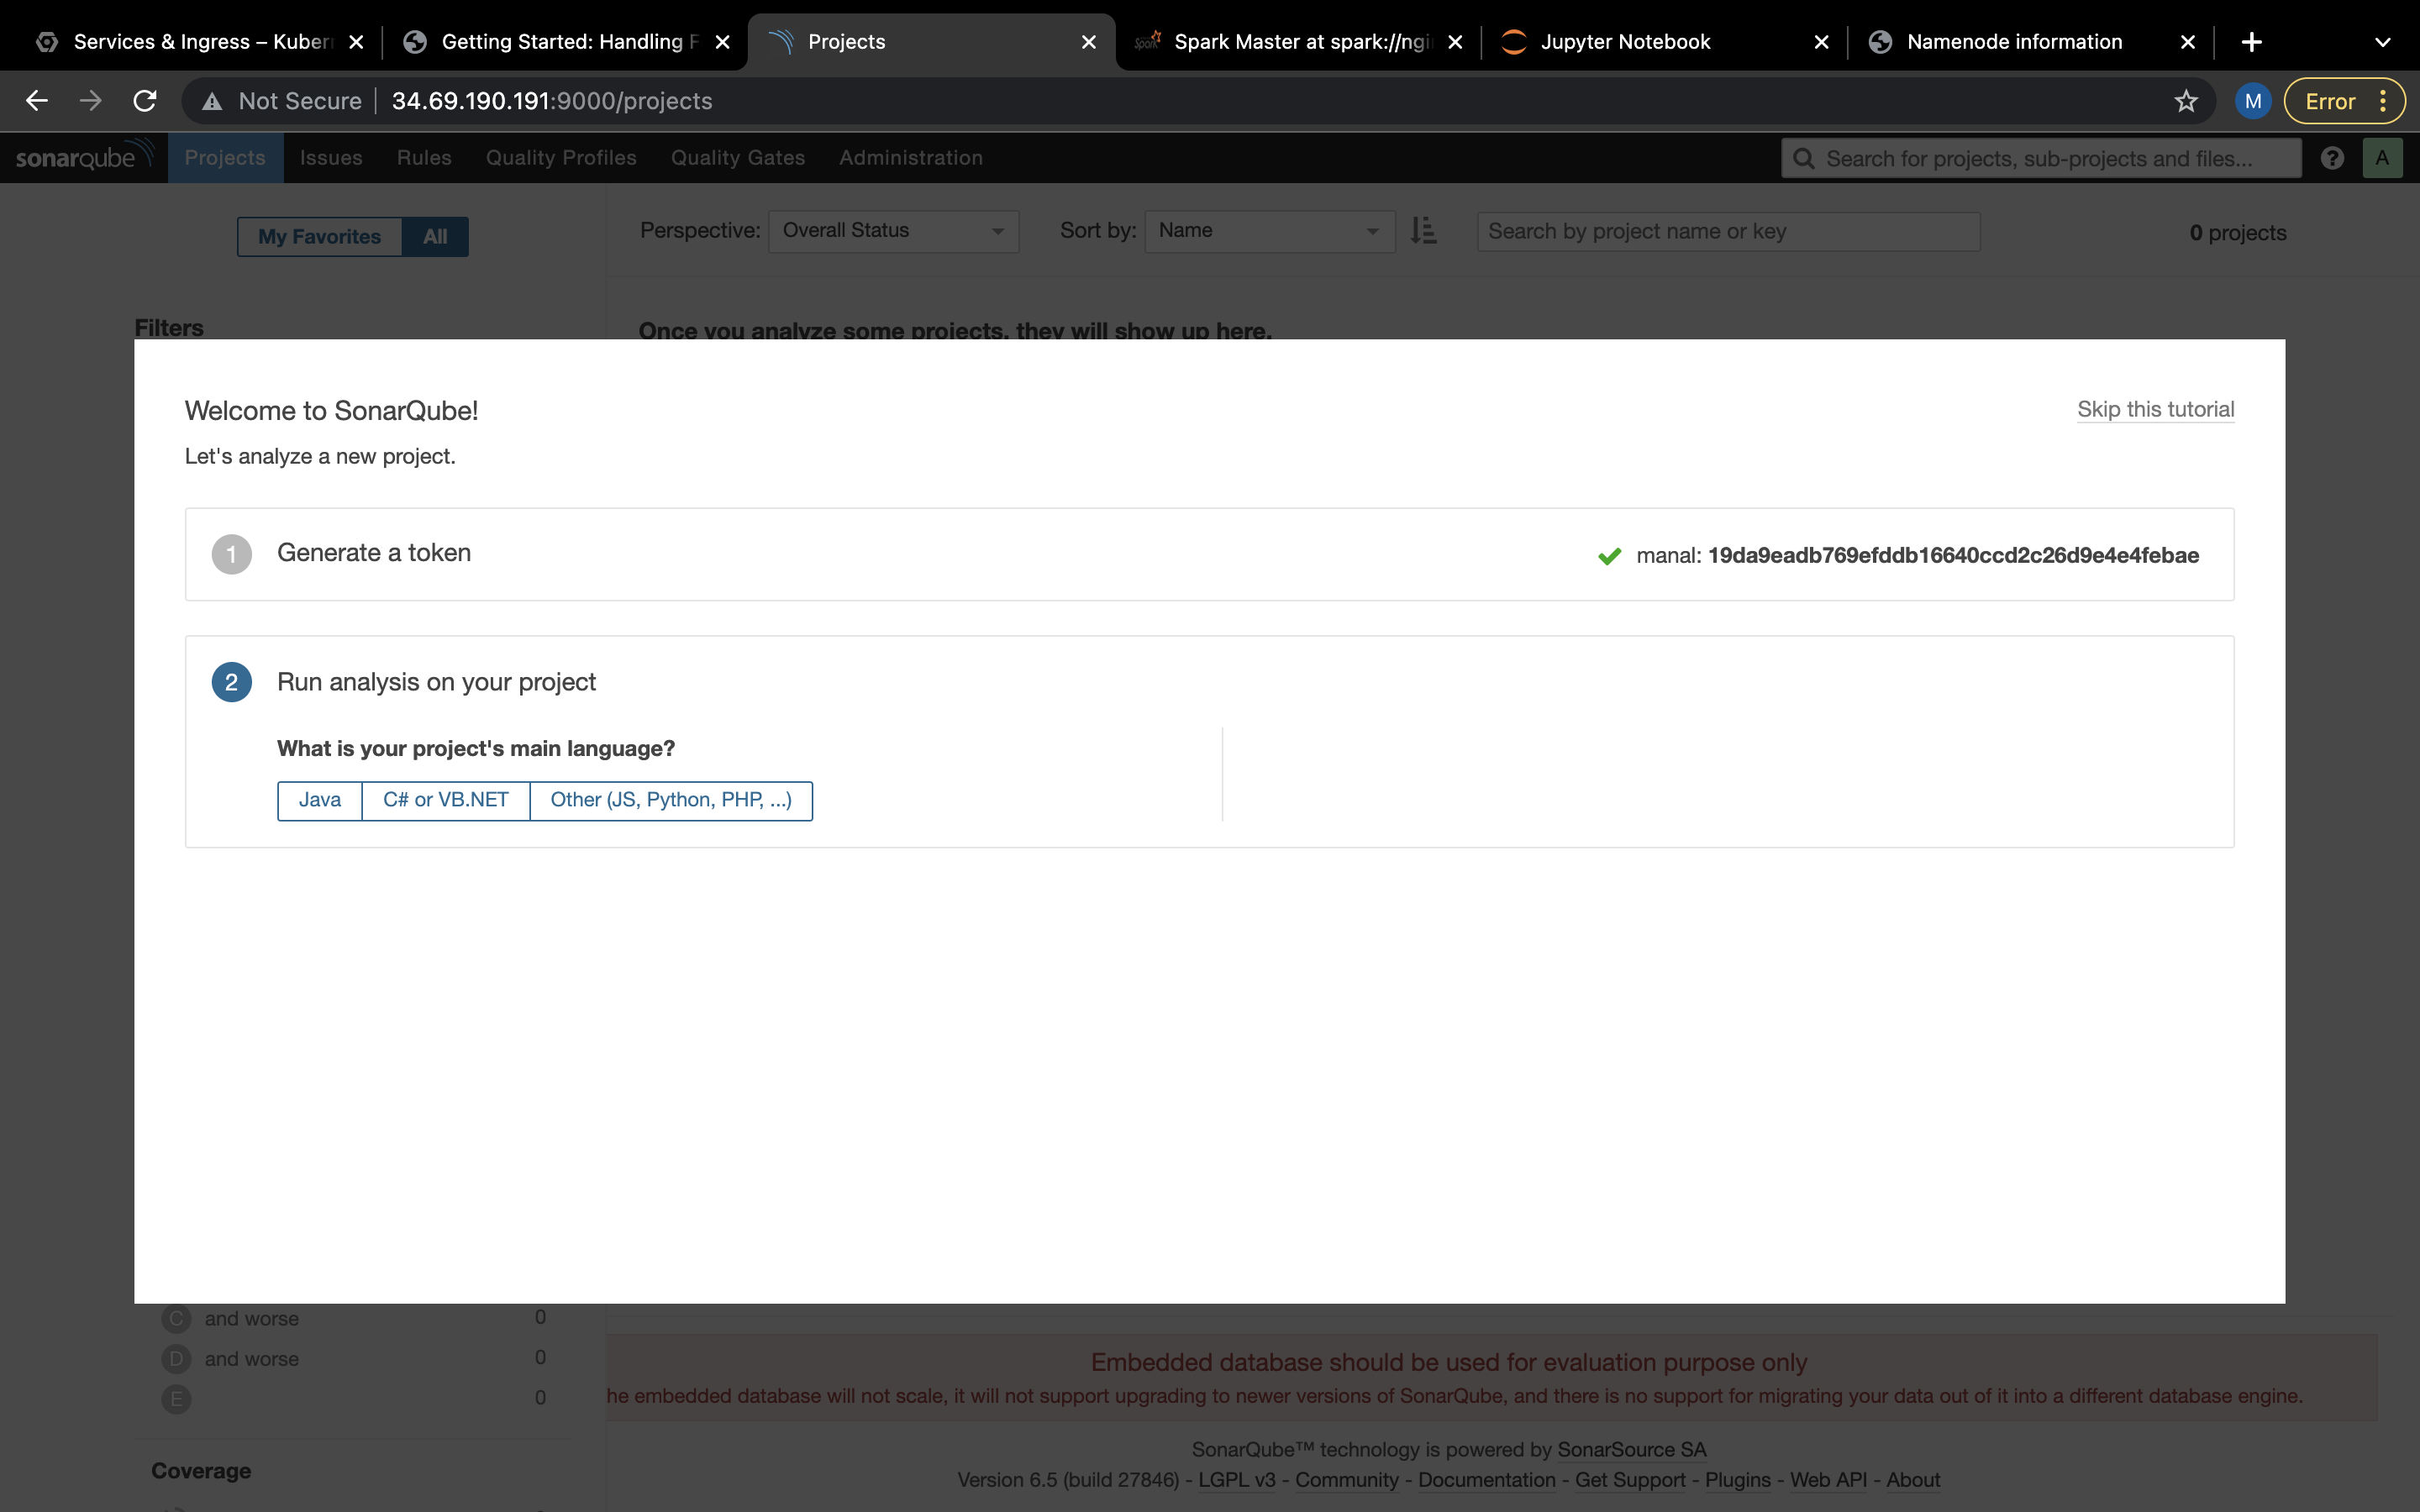 Services & Ingress – Kubern
Getting Started: Handling F
Projects
Spark Master at spark://ngi
Jupyter Notebook
Namenode information
Not Secure
34.69.190.191:9000/projects
M
Error
sonarqube
Projects
Issues
Rules
Quality Profiles
Quality Gates
Administration
Search for projects, sub-projects and files...
?
A
My Favorites
All
Perspective:
Overall Status
Sort by:
Name
Search by project name or key
0 projects
Filters
Once you analyze some projects, they will show up here.
Welcome to SonarQube!
Skip this tutorial
Let's analyze a new project.
1
Generate a token
manal: 19da9eadb769efddb16640ccd2c26d9e4e4febae
2
Run analysis on your project
What is your project's main language?
Java
C# or VB.NET
Other (JS, Python, PHP, ...)
C and worse 0
D and worse 0
E 0
Coverage
Embedded database should be used for evaluation purpose only
he embedded database will not scale, it will not support upgrading to newer versions of SonarQube, and there is no support for migrating your data out of it into a different database engine.
SonarQube™ technology is powered by SonarSource SA
Version 6.5 (build 27846) - LGPL v3 - Community - Documentation - Get Support - Plugins - Web API - About